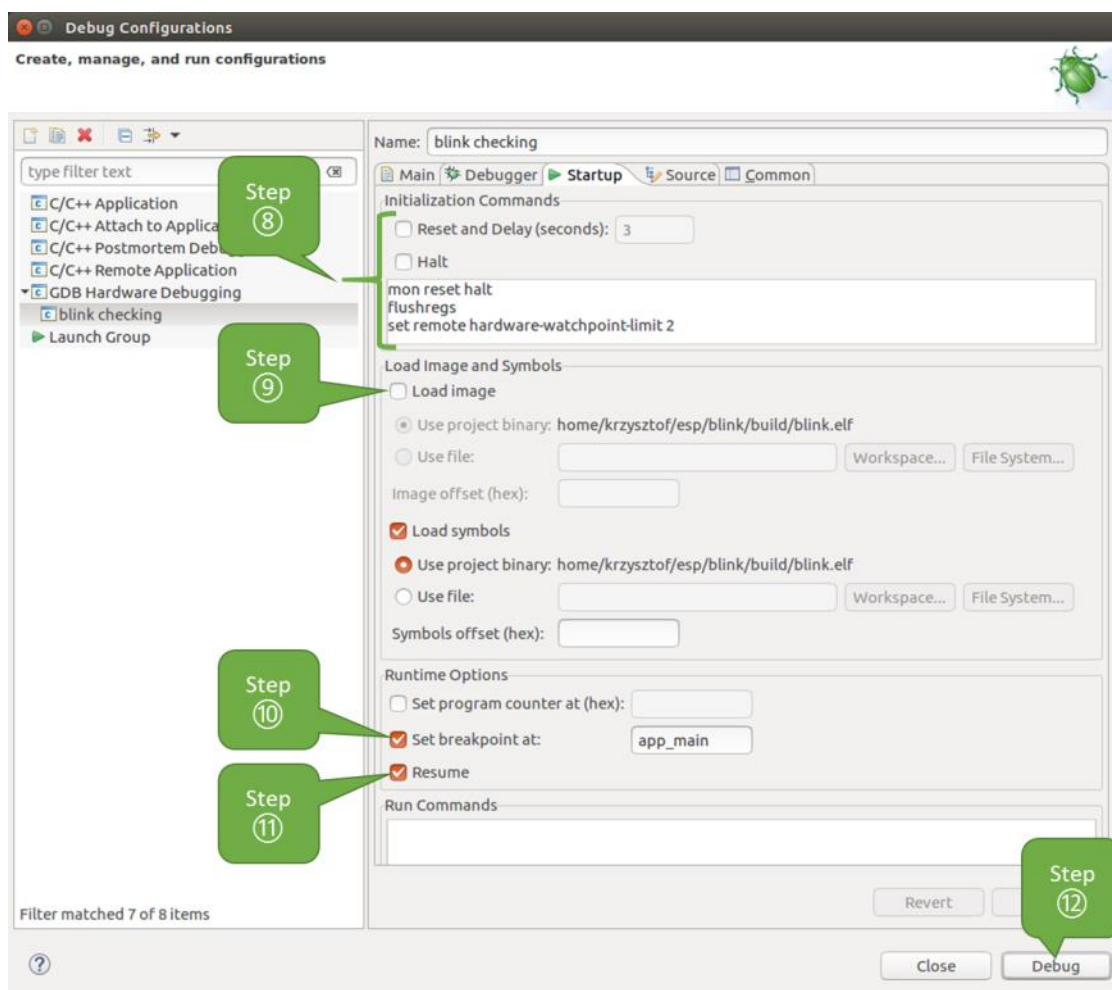 Debug Configurations
Create, manage, and run configurations
type filter text
C/C++ Application
C/C++ Attach to Applica
C/C++ Postmortem Debu
C/C++ Remote Application
GDB Hardware Debugging
blink checking
Launch Group
Filter matched 7 of 8 items
Step
⑧
Step
⑨
Step
⑩
Step
⑪
Name: blink checking
Main Debugger Startup Source Common
Initialization Commands
Reset and Delay (seconds): 3
Halt
mon reset halt
flushregs
set remote hardware-watchpoint-limit 2
Load Image and Symbols
Load image
Use project binary: home/krzysztof/esp/blink/build/blink.elf
Use file: Workspace... File System...
Image offset (hex):
Load symbols
Use project binary: home/krzysztof/esp/blink/build/blink.elf
Use file: Workspace... File System...
Symbols offset (hex):
Runtime Options
Set program counter at (hex):
Set breakpoint at: app_main
Resume
Run Commands
Step
⑫
Revert
Close Debug